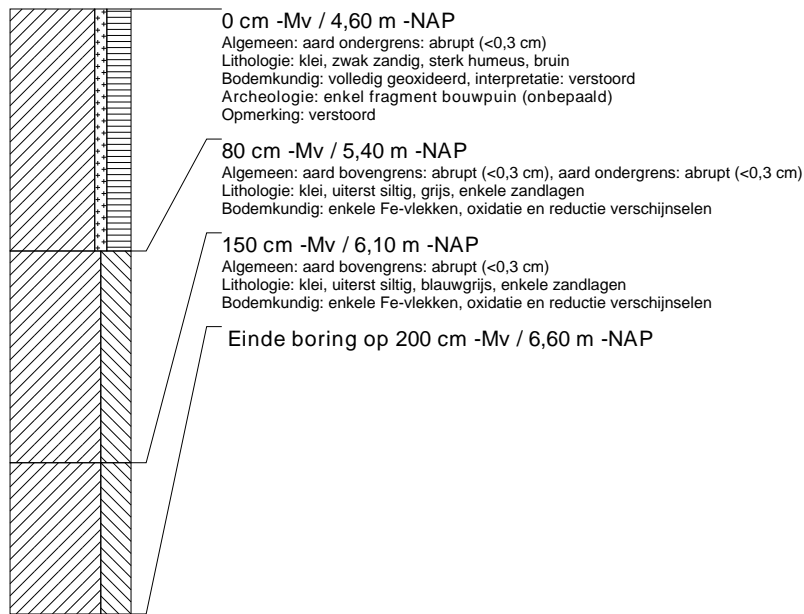 0 cm -Mv / 4,60 m -NAP
Algemeen: aard ondergrens: abrupt (<0,3 cm)
Lithologie: klei, zwak zandig, sterk humeus, bruin
Bodemkundig: volledig geoxideerd, interpretatie: verstoord
Archeologie: enkel fragment bouwpuin (onbepaald)
Opmerking: verstoord
80 cm -Mv / 5,40 m -NAP
Algemeen: aard bovengrens: abrupt (<0,3 cm), aard ondergrens: abrupt (<0,3 cm)
Lithologie: klei, uiterst siltig, grijs, enkele zandlagen
Bodemkundig: enkele Fe-vlekken, oxidatie en reductie verschijnselen
150 cm -Mv / 6,10 m -NAP
Algemeen: aard bovengrens: abrupt (<0,3 cm)
Lithologie: klei, uiterst siltig, blauwgrijs, enkele zandlagen
Bodemkundig: enkele Fe-vlekken, oxidatie en reductie verschijnselen
Einde boring op 200 cm -Mv / 6,60 m -NAP